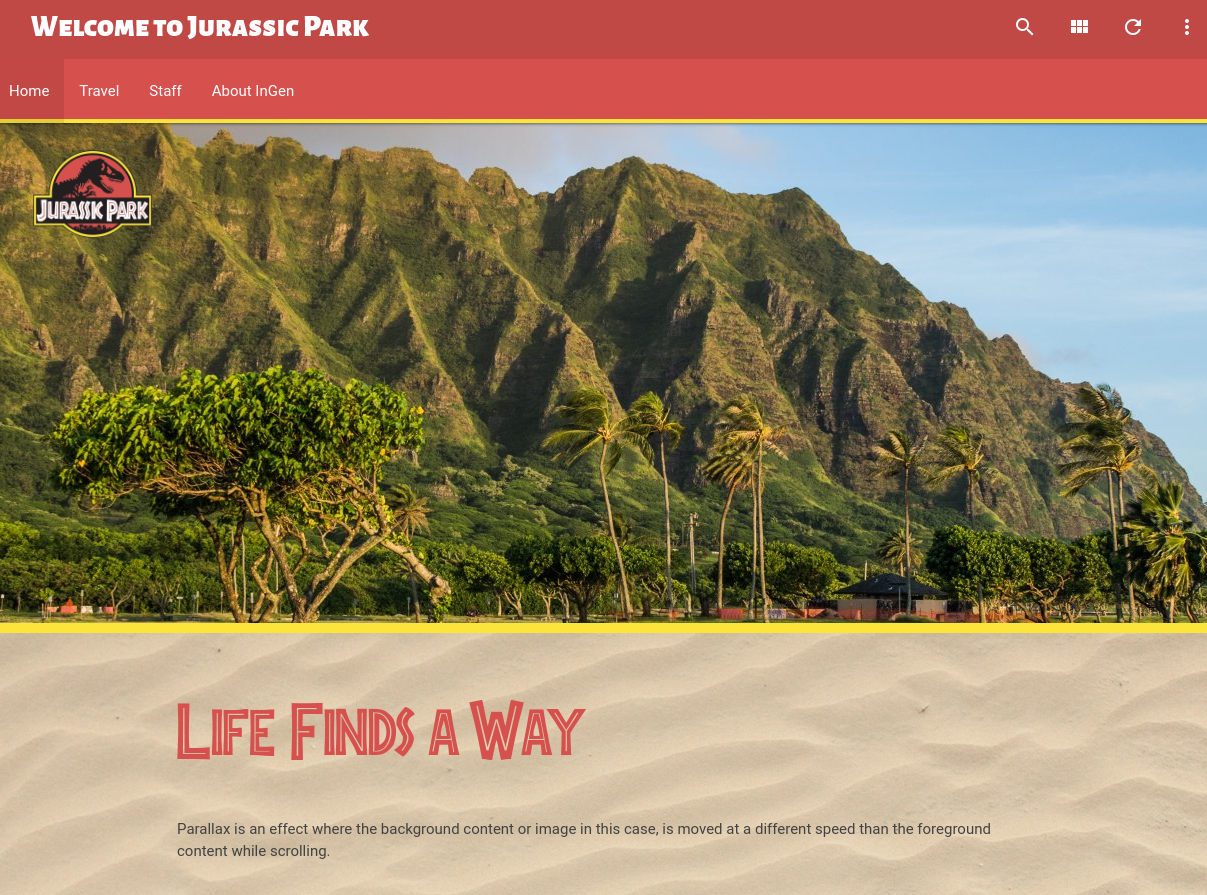 Welcome to Jurassic Park
Home Travel Staff About InGen
JURASSIC PARK
Life Finds a Way
Parallax is an effect where the background content or image in this case, is moved at a different speed than the foreground
content while scrolling.